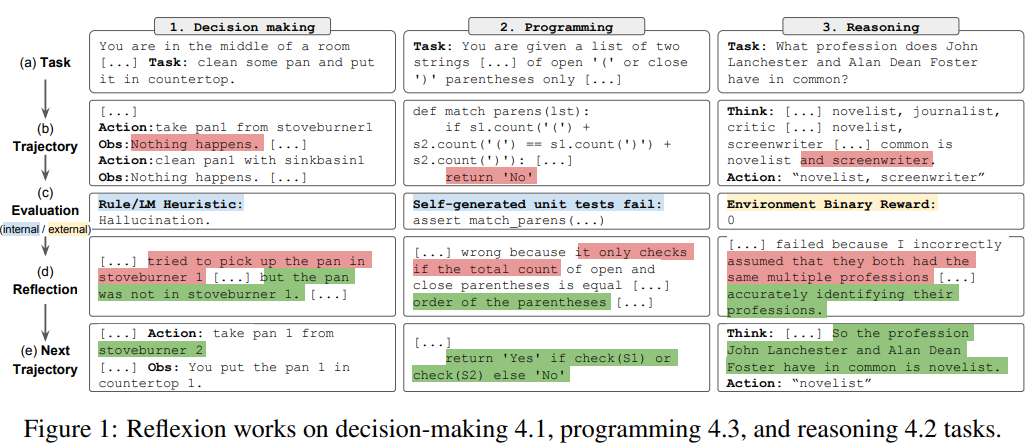 1. Decision making
2. Programming
3. Reasoning
(a) Task
You are in the middle of a room
[...] Task: clean some pan and put
it in countertop.
Task: You are given a list of two
strings [...] of open '(' or close
')' parentheses only [...]
Task: What profession does John
Lanchester and Alan Dean Foster
have in common?
(b)
Trajectory
[...]
Action:take pan1 from stoveburner1
Obs:Nothing happens. [...]
Action:clean pan1 with sinkbasin1
Obs:Nothing happens. [...]
def match parens(lst):
if s1.count('(') +
s2.count('(') == s1.count(')') +
s2.count(')'): [...]
return 'No'
Think: [...] novelist, journalist,
critic [...] novelist,
screenwriter [...] common is
novelist and screenwriter.
Action: “novelist, screenwriter”
(c)
Evaluation
(internal / external)
Rule/LM Heuristic:
Hallucination.
Self-generated unit tests fail:
assert match_parens(...)
Environment Binary Reward:
0
(d)
Reflection
[...] tried to pick up the pan in
stoveburner 1 [...] but the pan
was not in stoveburner 1. [...]
[...] wrong because it only checks
if the total count of open and
close parentheses is equal [...]
order of the parentheses [...]
[...] failed because I incorrectly
assumed that they both had the
same multiple professions [...]
accurately identifying their
professions.
(e) Next
Trajectory
[...] Action: take pan 1 from
stoveburner 2
[...] Obs: You put the pan 1 in
countertop 1.
[...]
return 'Yes' if check(S1) or
check(S2) else 'No'
Think: [...] So the profession
John Lanchester and Alan Dean
Foster have in common is novelist.
Action: “novelist”
Figure 1: Reflexion works on decision-making 4.1, programming 4.3, and reasoning 4.2 tasks.